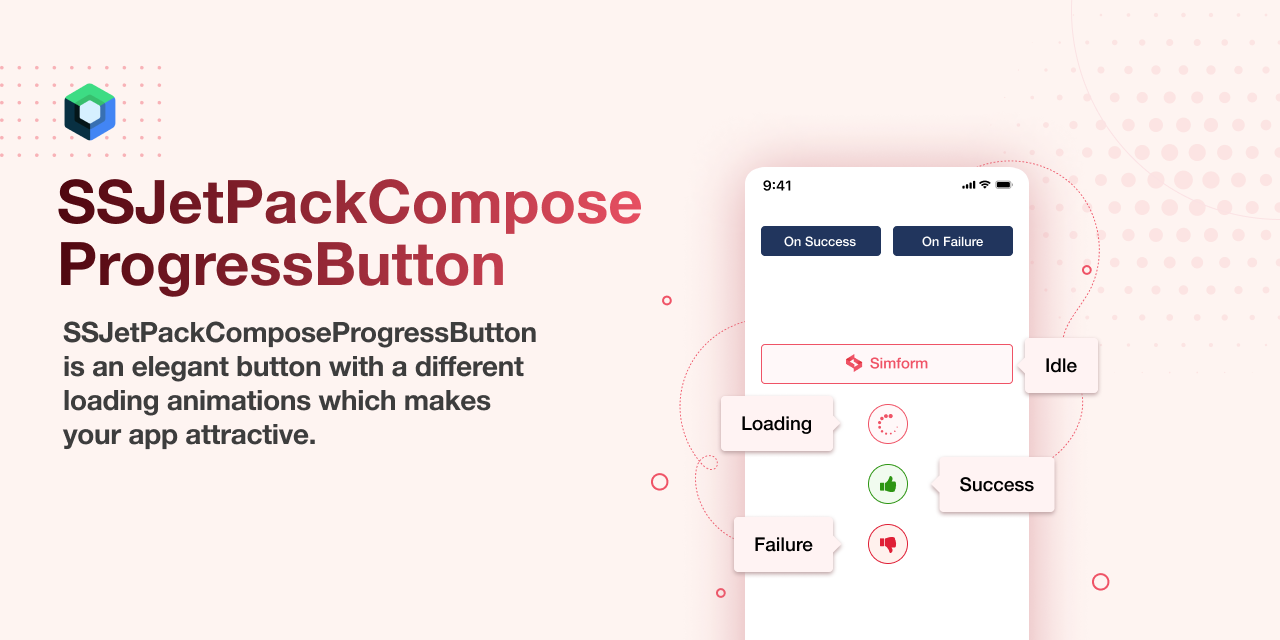 SSJetPackCompose
ProgressButton
SSJetPackComposeProgressButton
is an elegant button with a different
loading animations which makes
your app attractive.
9:41
On Success
On Failure
Simform
Idle
Loading
Success
Failure